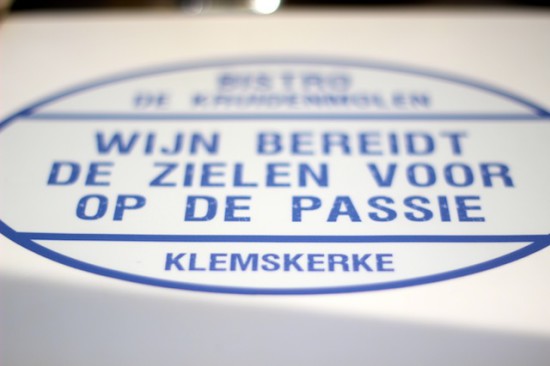 BISTRO
DE KRUIDENMOLEN
WIJN BEREIDT
DE ZIELEN VOOR
OP DE PASSIE
KLEMSKERKE